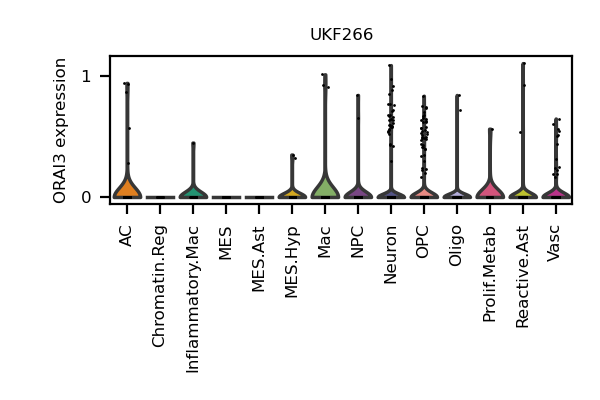 UKF266
ORAI3 expression
1
0
AC
Chromatin.Reg
Inflammatory.Mac
MES
MES.Ast
MES.Hyp
Mac
NPC
Neuron
OPC
Oligo
Prolif.Metab
Reactive.Ast
Vasc